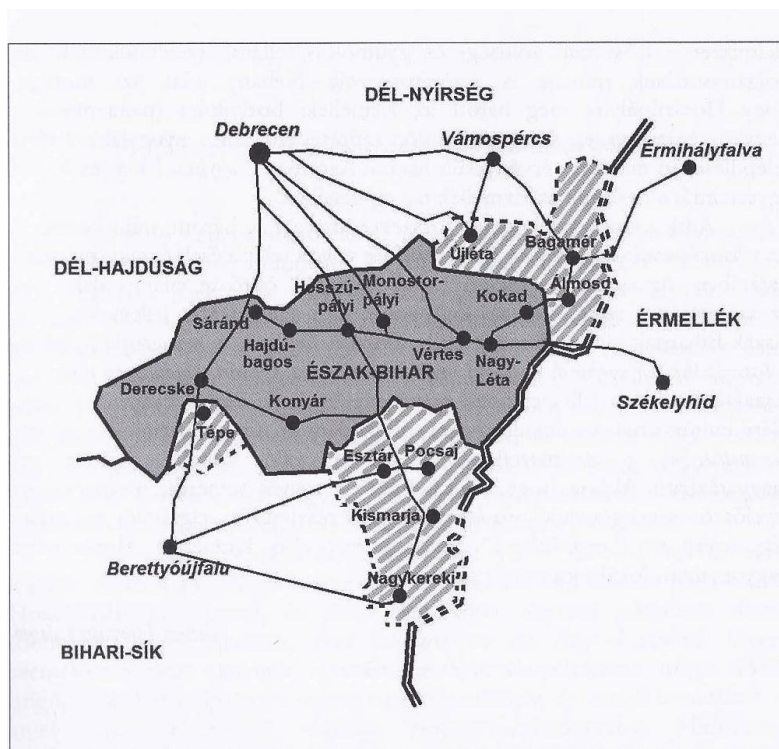 DÉL-NYÍRSÉG
Debrecen
Vámospércs
Érmihályfalva
Újléta
Bagamér
DÉL-HAJDÚSÁG
Hosszú-
pályi
Monostor-
pályi
Kokad
Álmosd
Sáránd
ÉRMELLÉK
Hajdú-
bagos
Vértes
Nagy-
Léta
ÉSZAK-BIHAR
Derecske
Konyár
Székelyhíd
Tépe
Esztár
Pocsaj
Kismarja
Berettyóújfalu
Nagykereki
BIHARI-SÍK